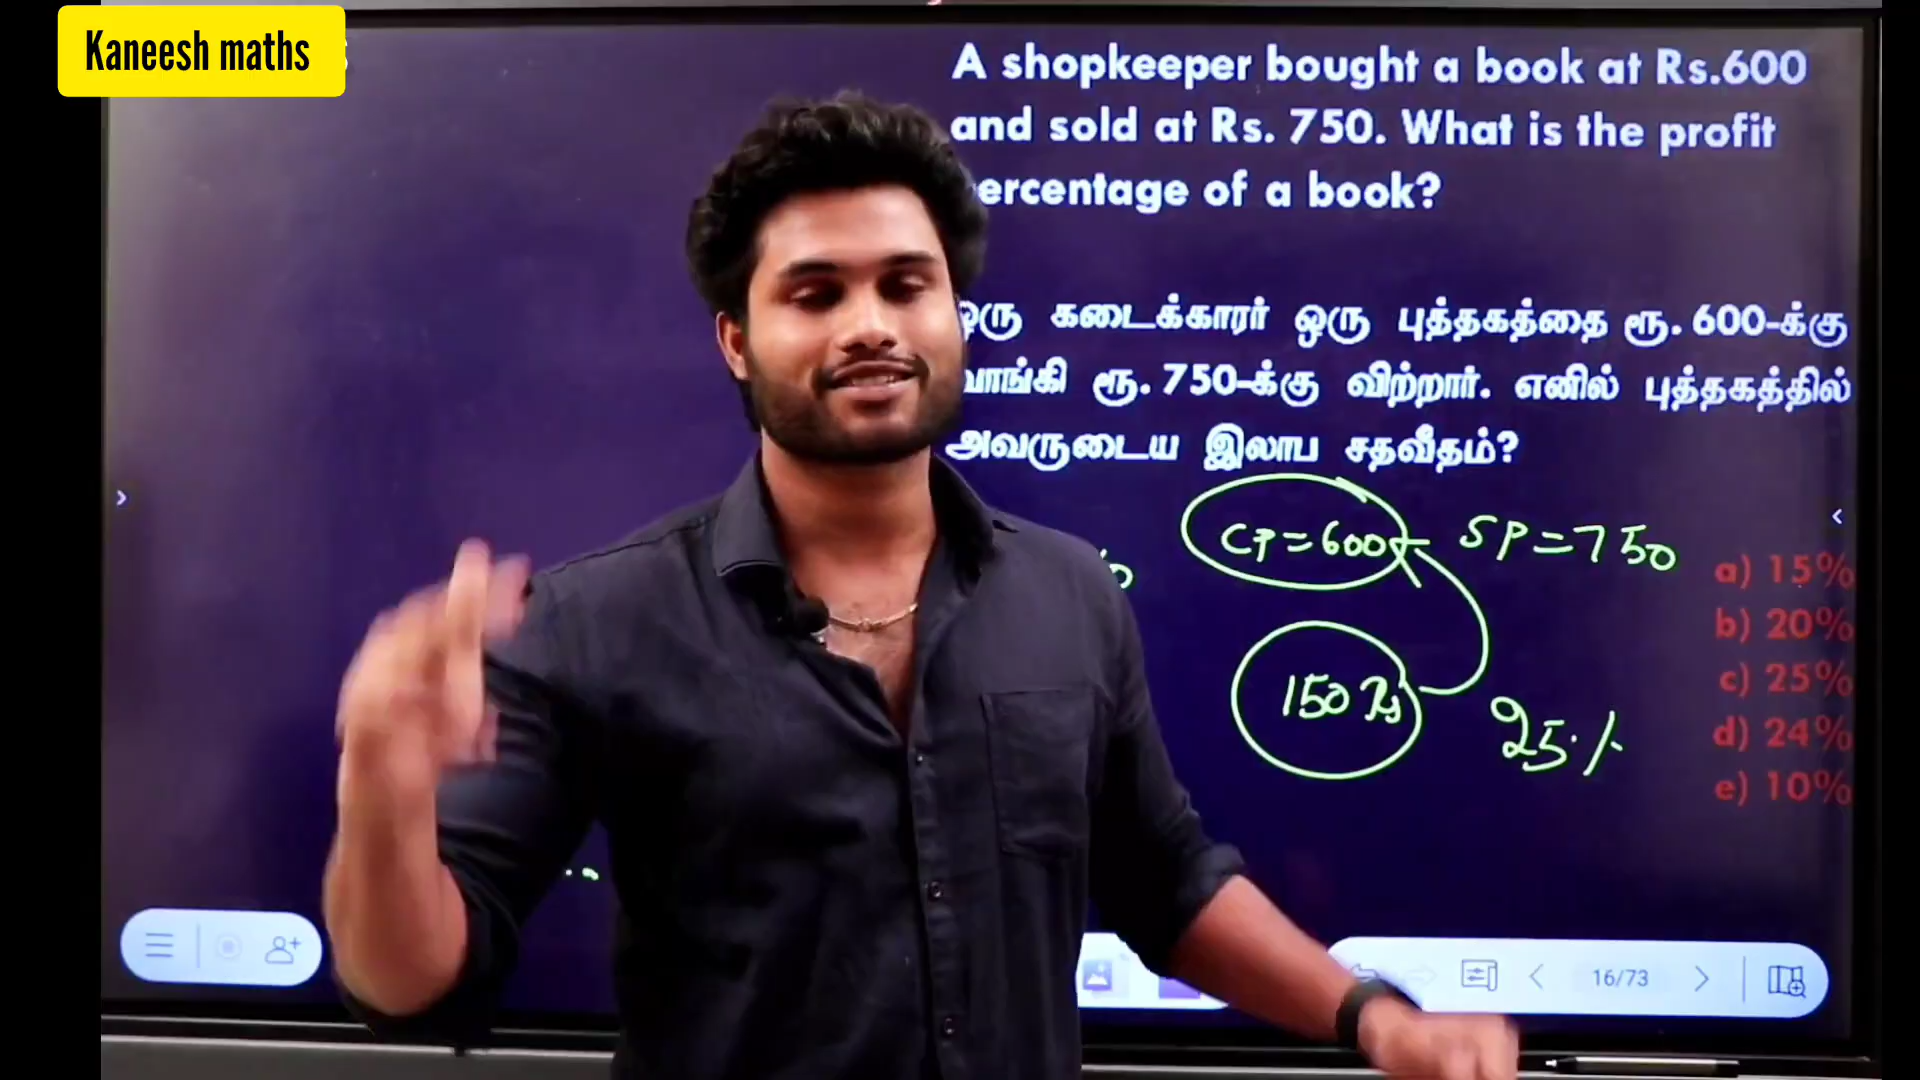 Kaneesh maths
A shopkeeper bought a book at Rs.600
and sold at Rs. 750. What is the profit
ercentage of a book?
ஒரு கடைக்காரர் ஒரு புத்தகத்தை ரூ. 600-க்கு
வாங்கி ரூ. 750-க்கு விற்றார். எனில் புத்தகத்தில்
அவருடைய இலாப சதவீதம்?
CP=600 SP=750
150 Rs
25%
a) 15%
b) 20%
c) 25%
d) 24%
e) 10%
16/73